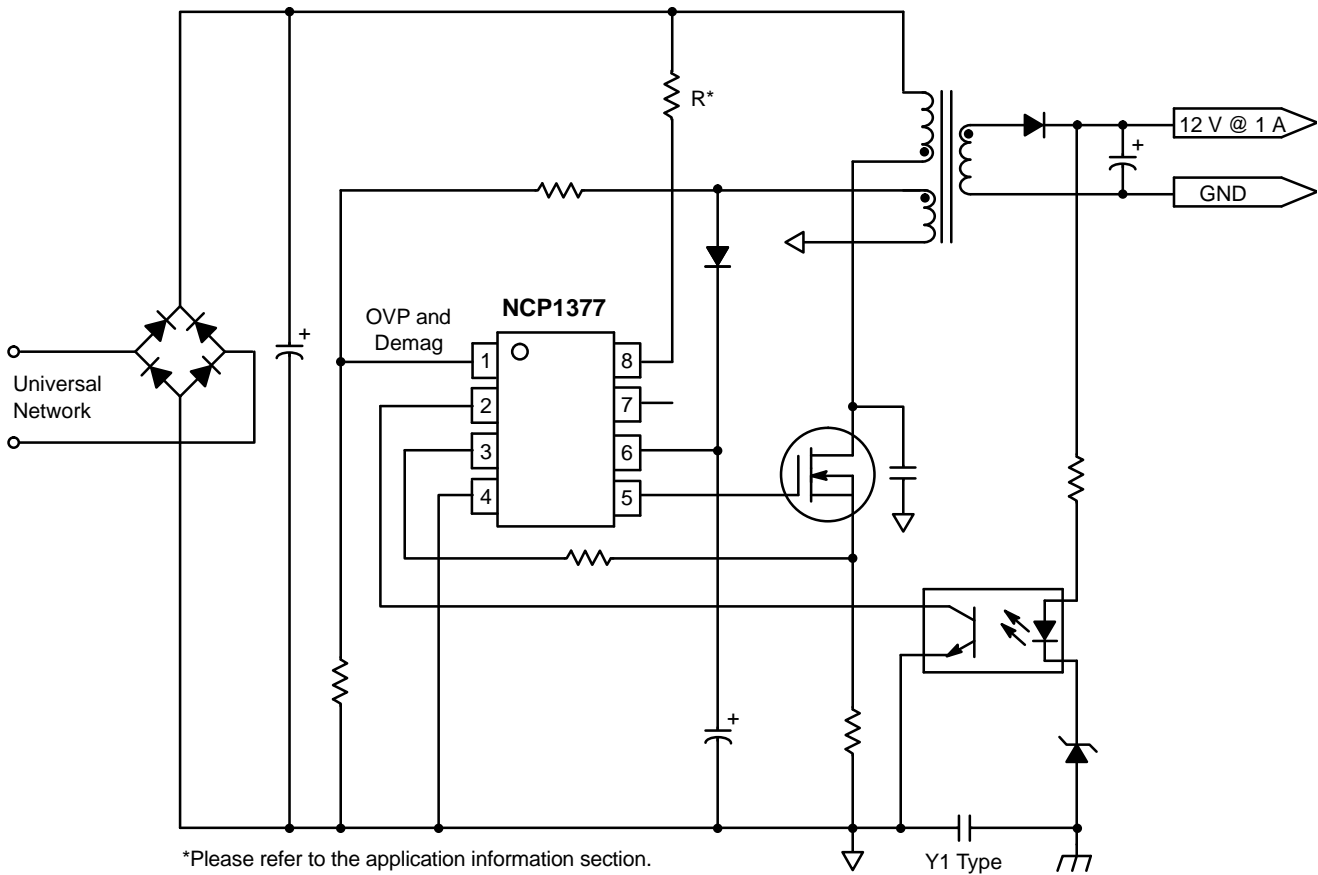 R*
+
12 V @ 1 A
GND
NCP1377
OVP and
Demag
+
1
8
2
7
3
6
4
5
Universal
Network
+
*Please refer to the application information section.
Y1 Type